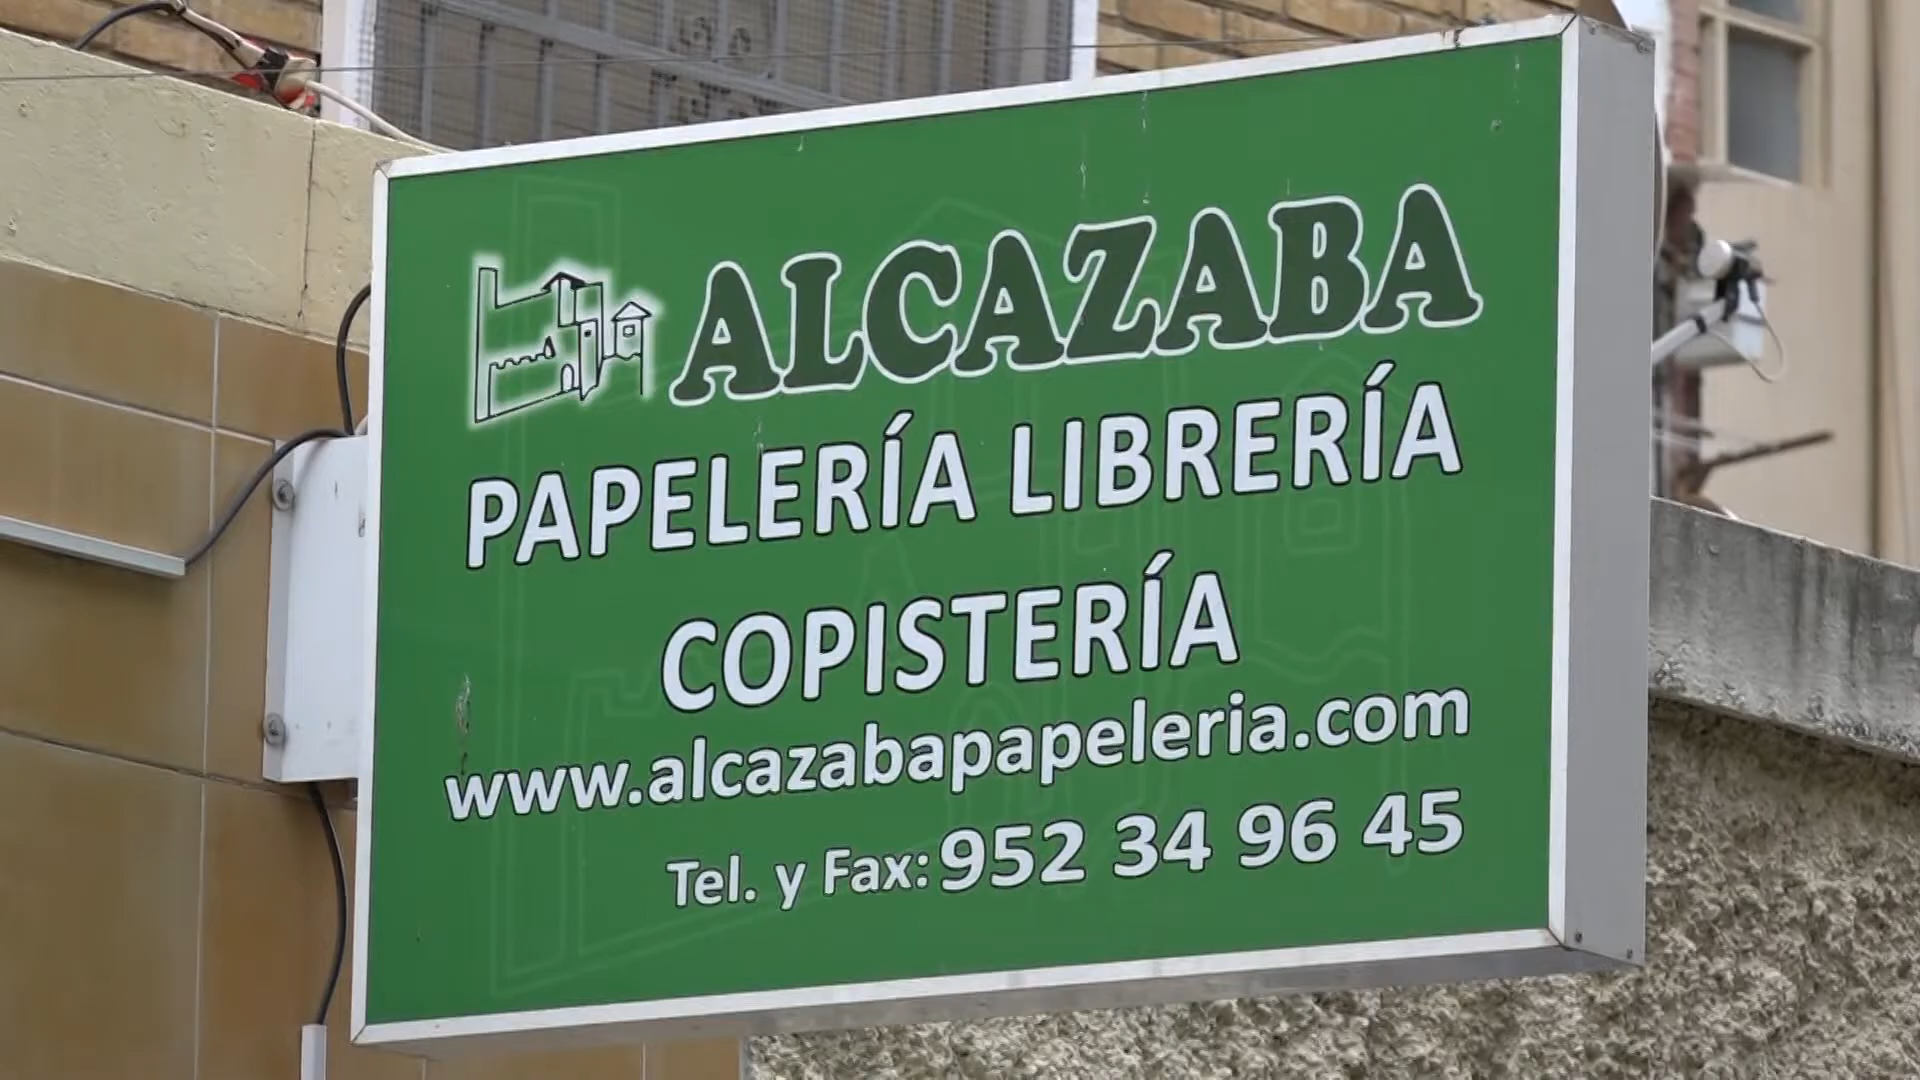 ALCAZABA
PAPELERÍA LIBRERÍA
COPISTERÍA
www.alcazabapapeleria.com
Tel. y Fax: 952 34 96 45